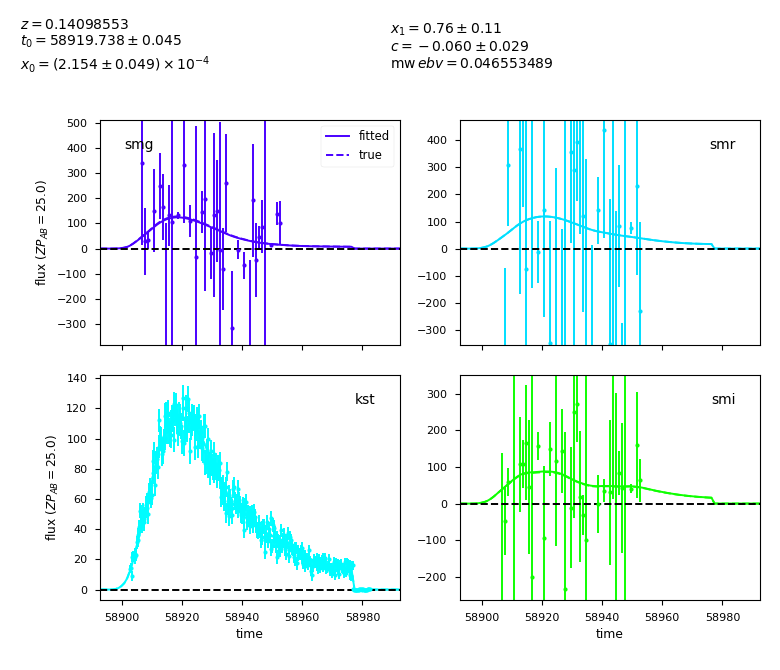 z = 0.14098553
t₀ = 58919.738 ± 0.045
x₀ = (2.154 ± 0.049) × 10⁻⁴
x₁ = 0.76 ± 0.11
c = −0.060 ± 0.029
mw ebv = 0.046553489
smg
fitted
true
500
400
300
200
100
0
−100
−200
−300
flux (ZP_AB = 25.0)
smr
400
300
200
100
0
−100
−200
−300
kst
140
120
100
80
60
40
20
0
flux (ZP_AB = 25.0)
58900 58920 58940 58960 58980
time
smi
300
200
100
0
−100
−200
58900 58920 58940 58960 58980
time